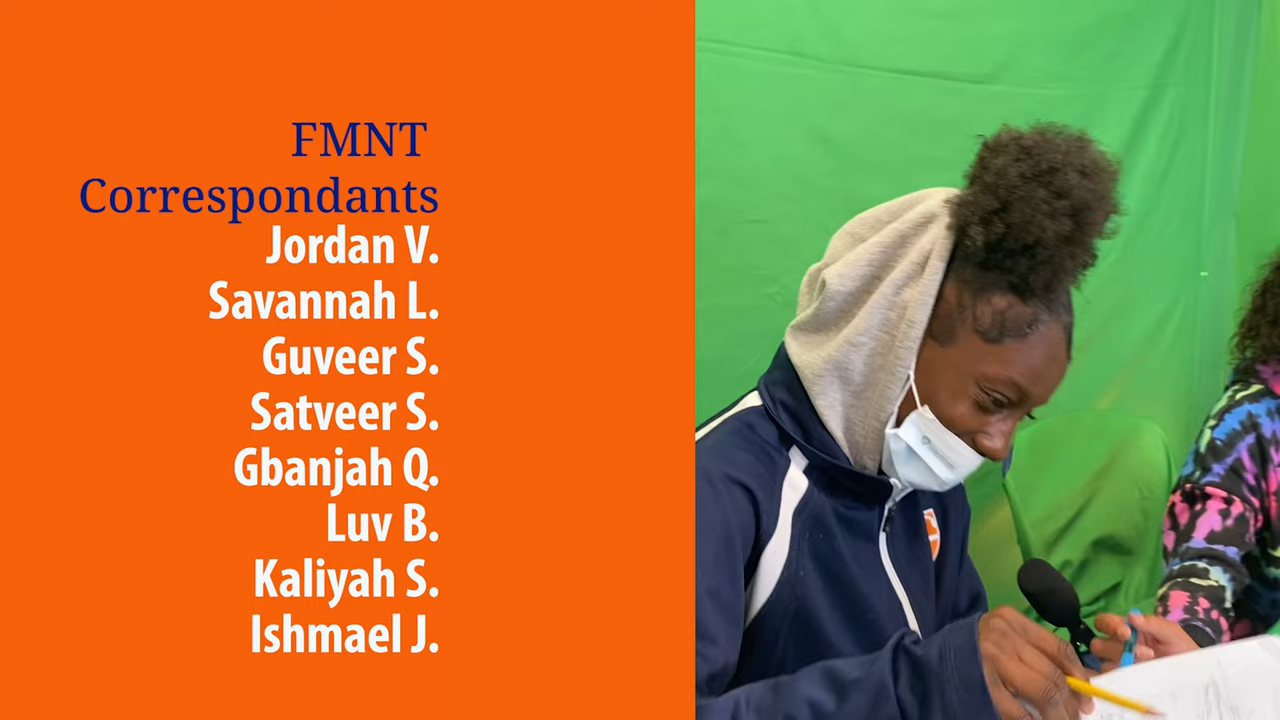 FMNT
Correspondants
Jordan V.
Savannah L.
Guveer S.
Satveer S.
Gbanjah Q.
Luv B.
Kaliyah S.
Ishmael J.